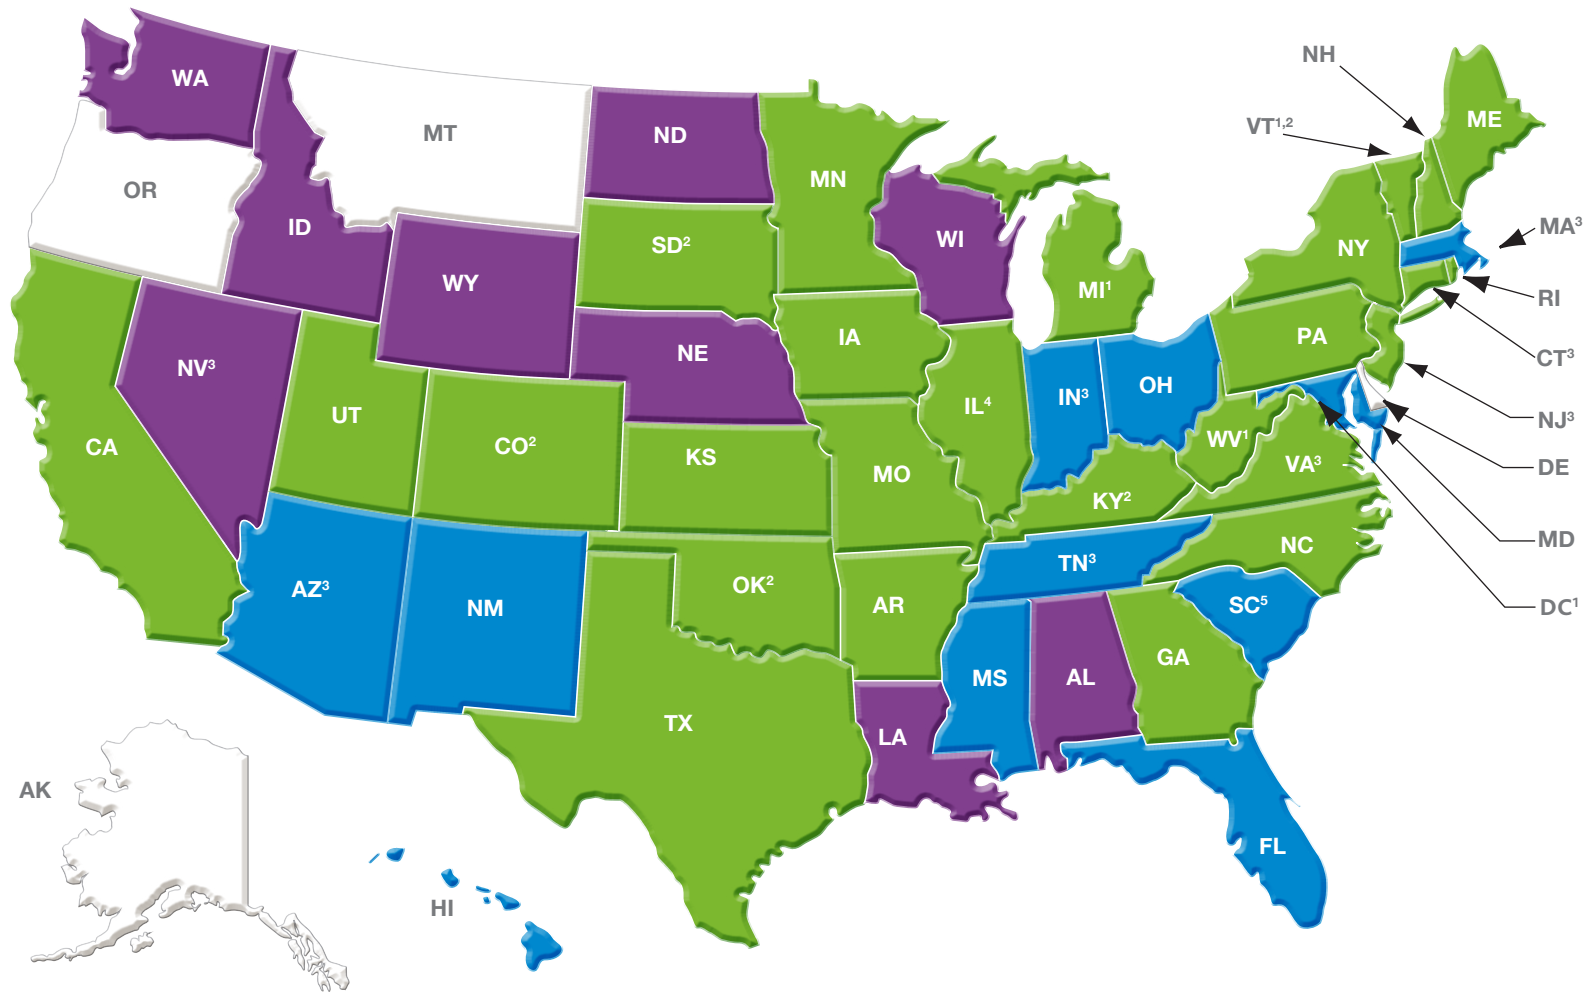 NH
WA
ME
VT¹,²
MT
ND
MN
OR
MA³
ID
WI
SD²
NY
WY
MI¹
RI
PA
IA
NE
CT³
NV³
OH
IN³
IL⁴
UT
NJ³
CO²
WV¹
CA
KS
VA³
DE
MO
KY²
MD
NC
TN³
OK²
AZ³
AR
SC⁵
NM
DC¹
GA
MS
AL
TX
LA
AK
FL
HI